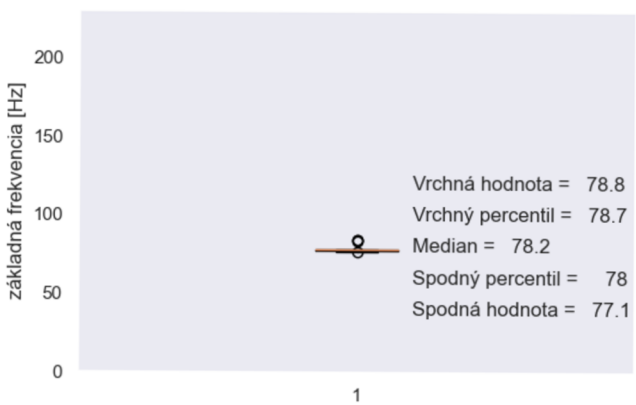 základná frekvencia [Hz]
200
150
100
50
0
1
Vrchná hodnota = 78.8
Vrchný percentil = 78.7
Median = 78.2
Spodný percentil = 78
Spodná hodnota = 77.1